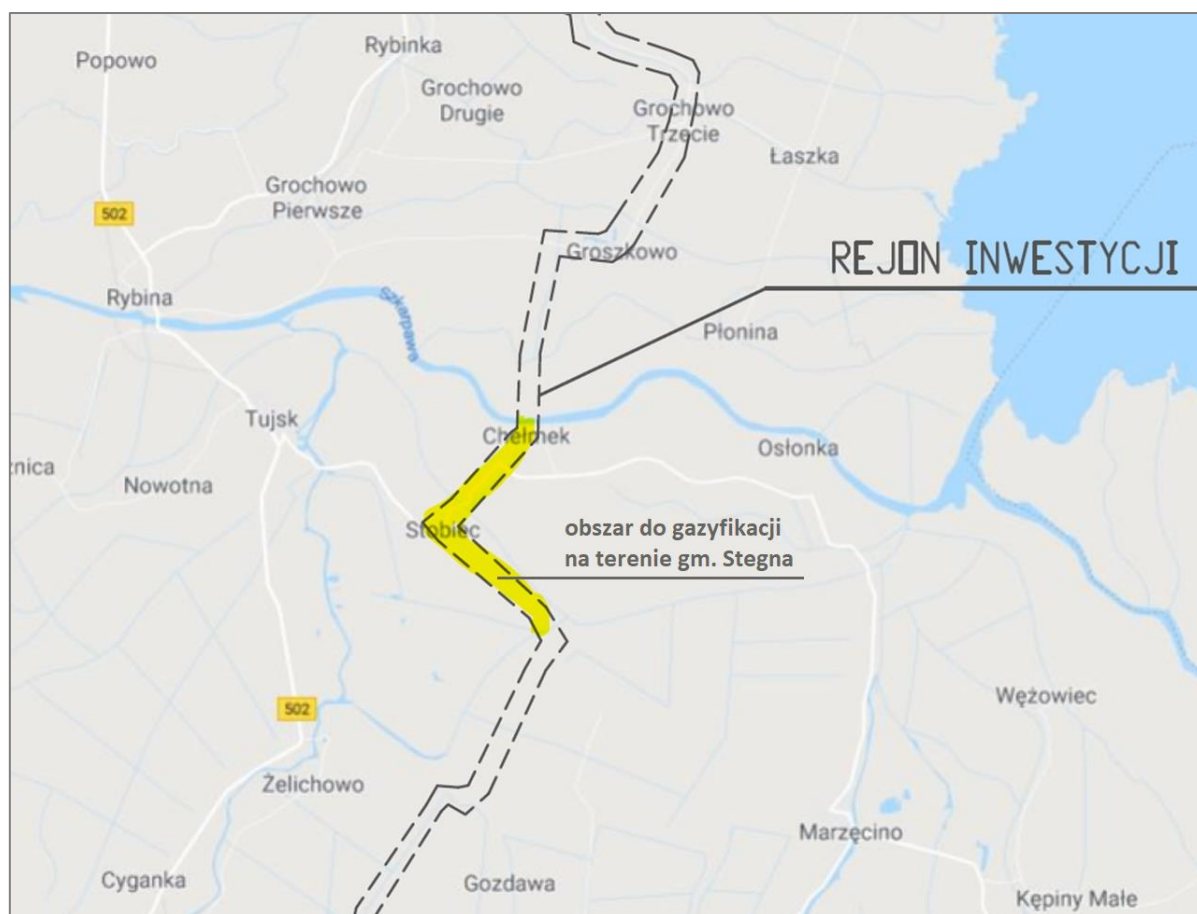 Rybinka
Popowo
Grochowo
Drugie
Grochowo
Trzecie
Łaszka
Grochowo
Pierwsze
502
Groszkowo
REJON INWESTYCJI
Rybina
szkarpawa
Płonina
Tujsk
Chełmek
Osłonka
znica
Nowotna
Stobiec
obszar do gazyfikacji
na terenie gm. Stegna
502
Wężowiec
Żelichowo
Marzęcino
Cyganka
Gozdawa
Kępiny Małe